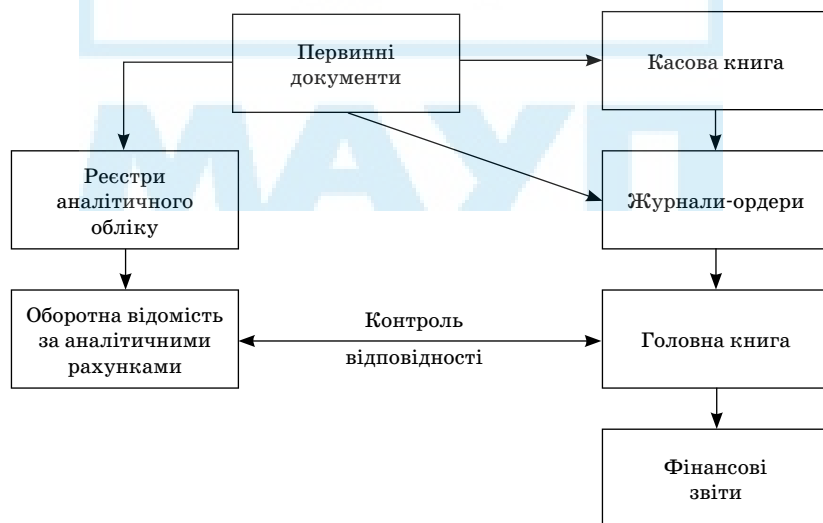 Первинні
документи
Касова книга
МАУП
Реєстри
аналітичного
обліку
Журнали-ордери
Оборотна відомість
за аналітичними
рахунками
Контроль
відповідності
Головна книга
Фінансові
звіти